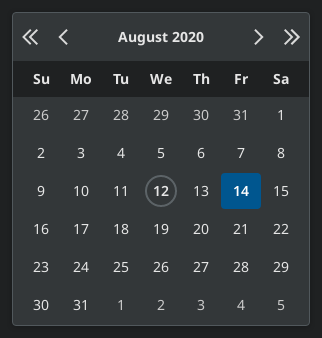 August 2020
Su Mo Tu We Th Fr Sa
26 27 28 29 30 31 1
2 3 4 5 6 7 8
9 10 11 12 13 14 15
16 17 18 19 20 21 22
23 24 25 26 27 28 29
30 31 1 2 3 4 5